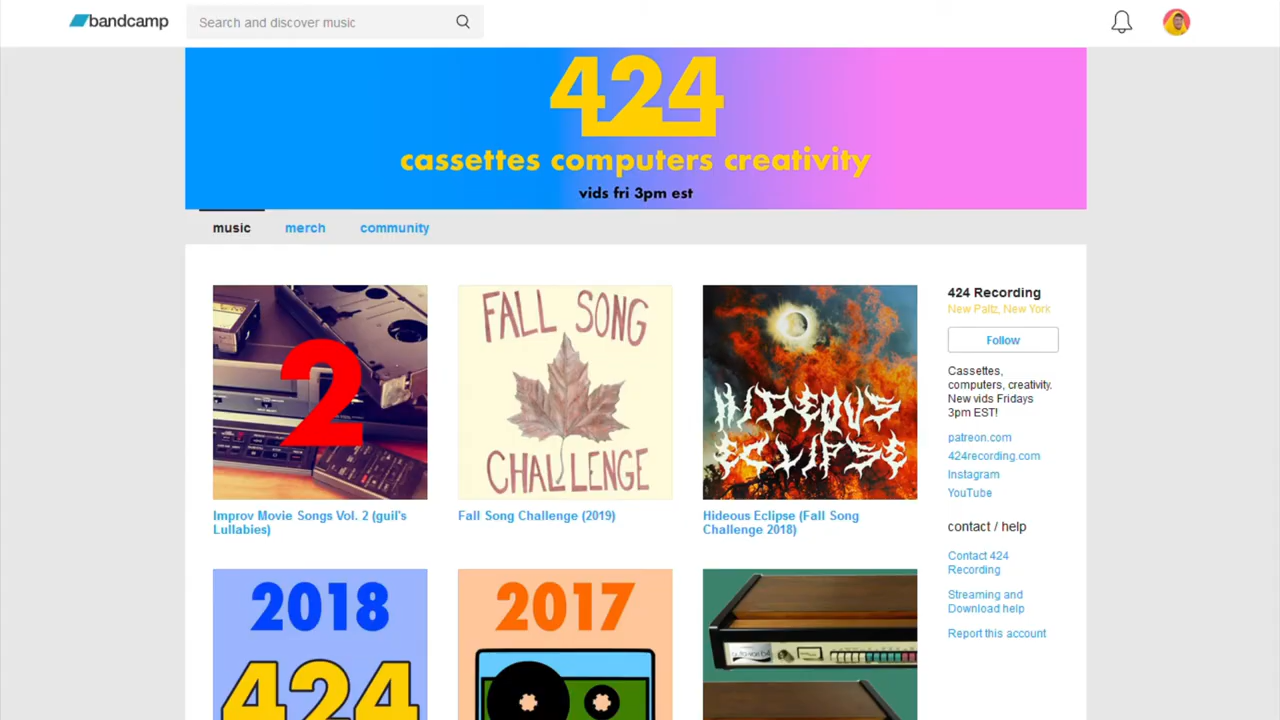 bandcamp
Search and discover music
424
cassettes computers creativity
vids fri 3pm est
music
merch
community
2
FALL SONG
CHALLENGE
HIDEOUS
ECLIPSE
Improv Movie Songs Vol. 2 (guil's
Lullabies)
Fall Song Challenge (2019)
Hideous Eclipse (Fall Song
Challenge 2018)
2018
424
2017
424 Recording
New Paltz, New York
Follow
Cassettes,
computers, creativity.
New vids Fridays
3pm EST!
patreon.com
424recording.com
Instagram
YouTube
contact / help
Contact 424
Recording
Streaming and
Download help
Report this account